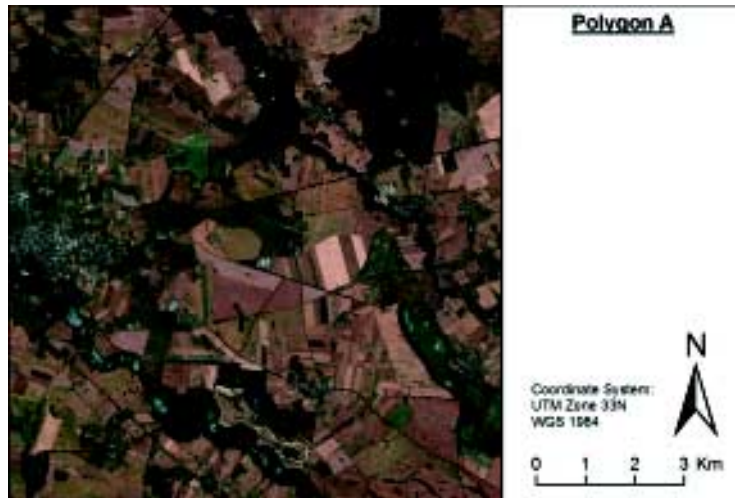 Polygon A
N
Coordinate System:
UTM Zone 33N
WGS 1984
0 1 2 3 Km